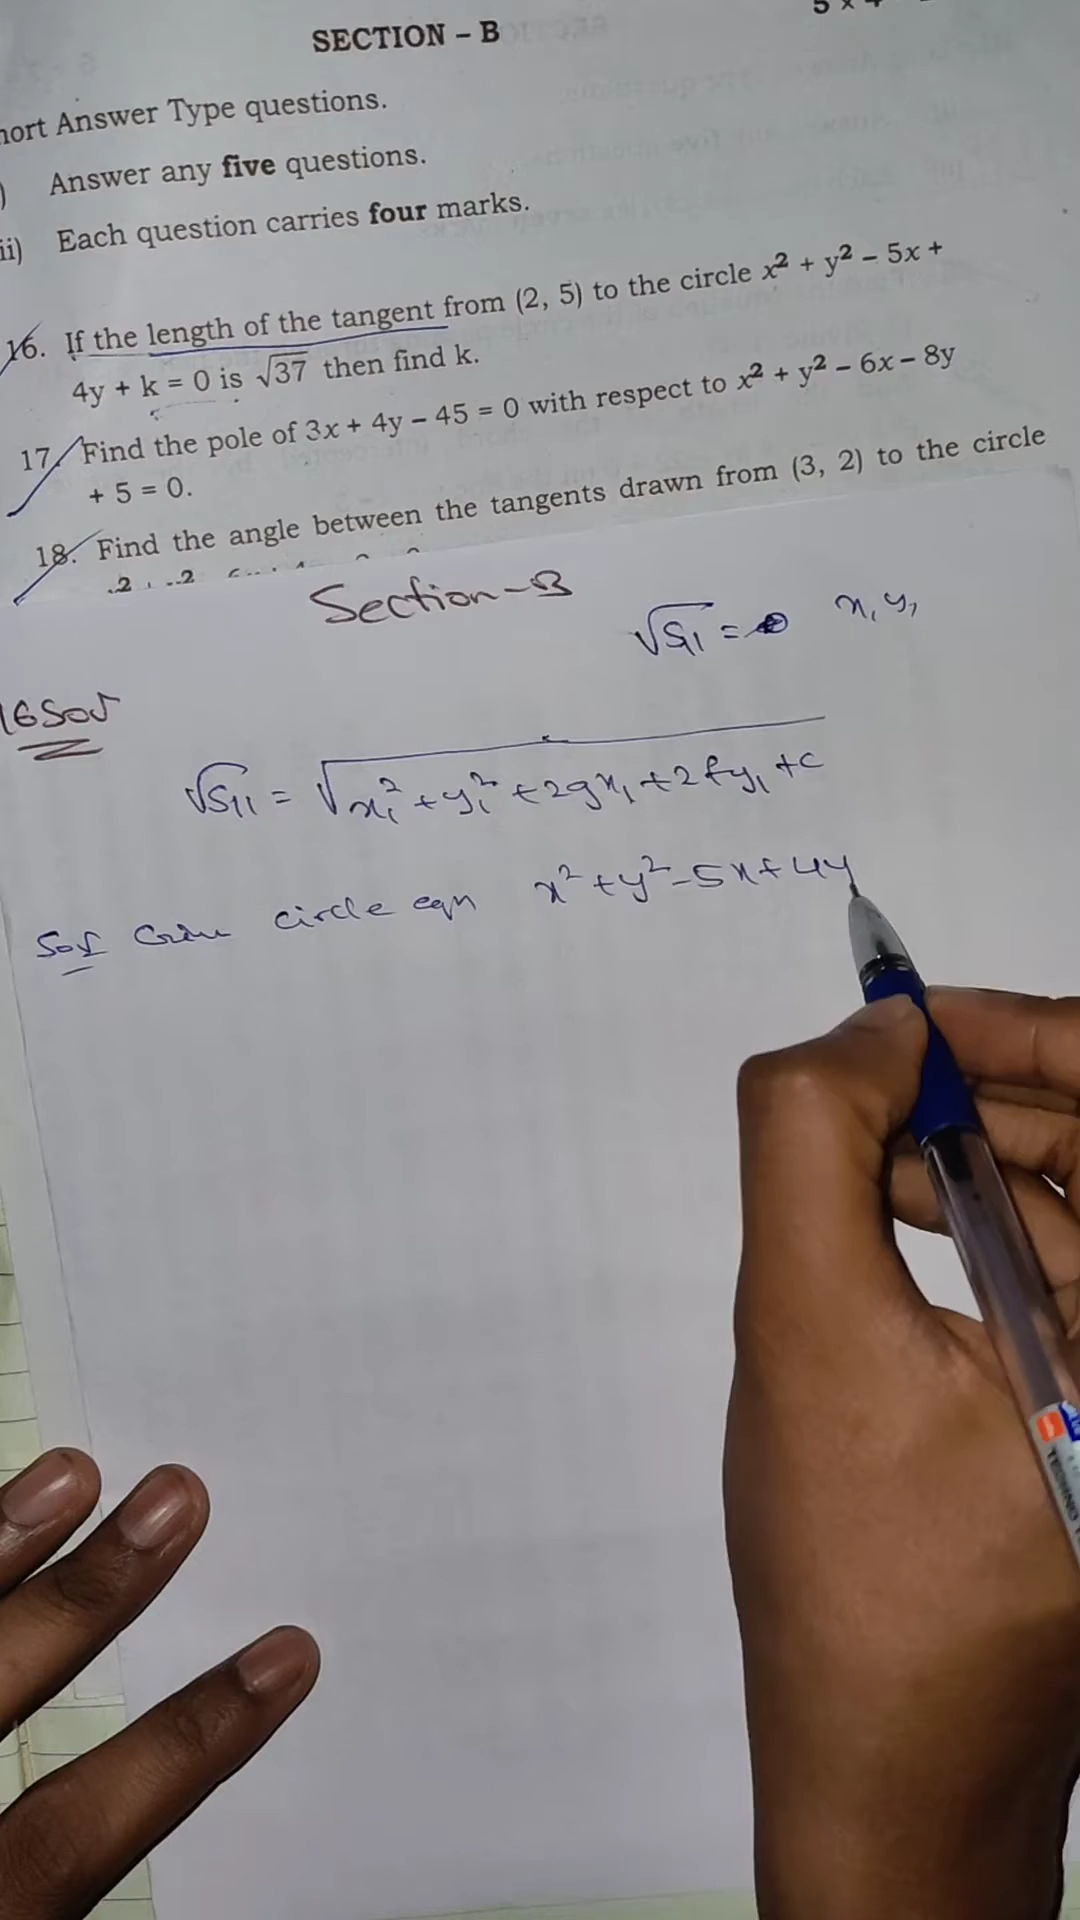 SECTION – B
hort Answer Type questions.
) Answer any five questions.
ii) Each question carries four marks.
16. If the length of the tangent from (2, 5) to the circle x² + y² – 5x +
4y + k = 0 is √37 then find k.
17. Find the pole of 3x + 4y – 45 = 0 with respect to x² + y² – 6x – 8y
+ 5 = 0.
18. Find the angle between the tangents drawn from (3, 2) to the circle
Section-B
√S₁₁ = x₁ y₁
16 Sol
√S₁₁ = √x₁² + y₁² + 2gx₁ + 2fy₁ + c
Sol circle eqn x² + y² – 5x + 4y
TECHNO